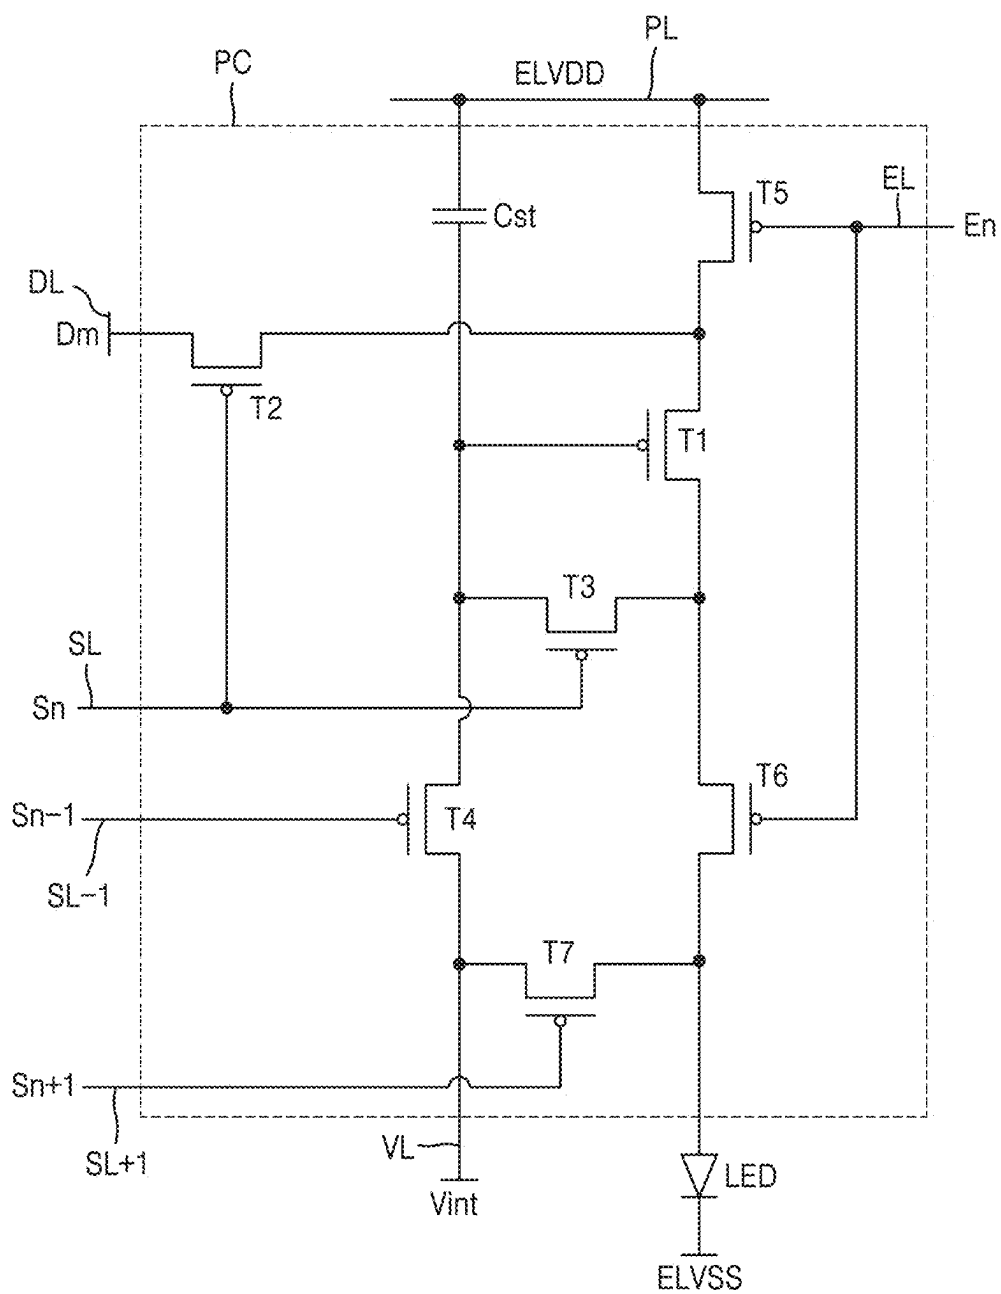 PL
PC
ELVDD
T5
EL
En
Cst
DL
Dm
T2
T1
T3
SL
Sn
T6
Sn-1
T4
SL-1
T7
Sn+1
VL
SL+1
LED
Vint
ELVSS